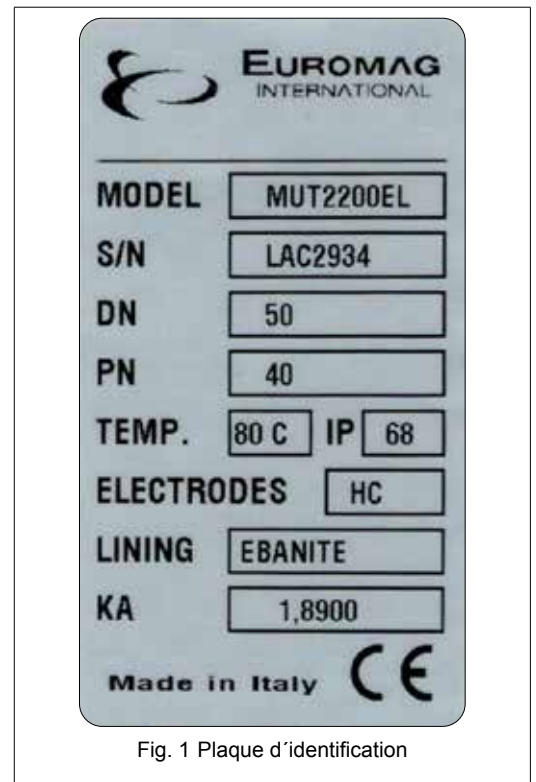 EUROMAG
INTERNATIONAL
MODEL MUT2200EL
S/N LAC2934
DN 50
PN 40
TEMP. 80 C IP 68
ELECTRODES HC
LINING EBANITE
KA 1,8900
Made in Italy CE
Fig. 1 Plaque d´identification